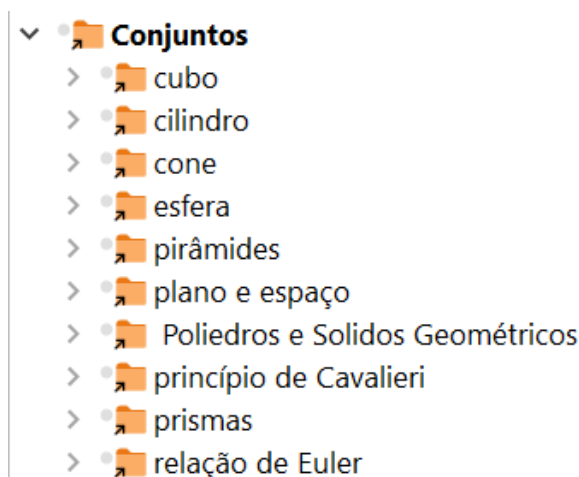 Conjuntos
cubo
cilindro
cone
esfera
pirâmides
plano e espaço
Poliedros e Solidos Geométricos
princípio de Cavalieri
prismas
relação de Euler